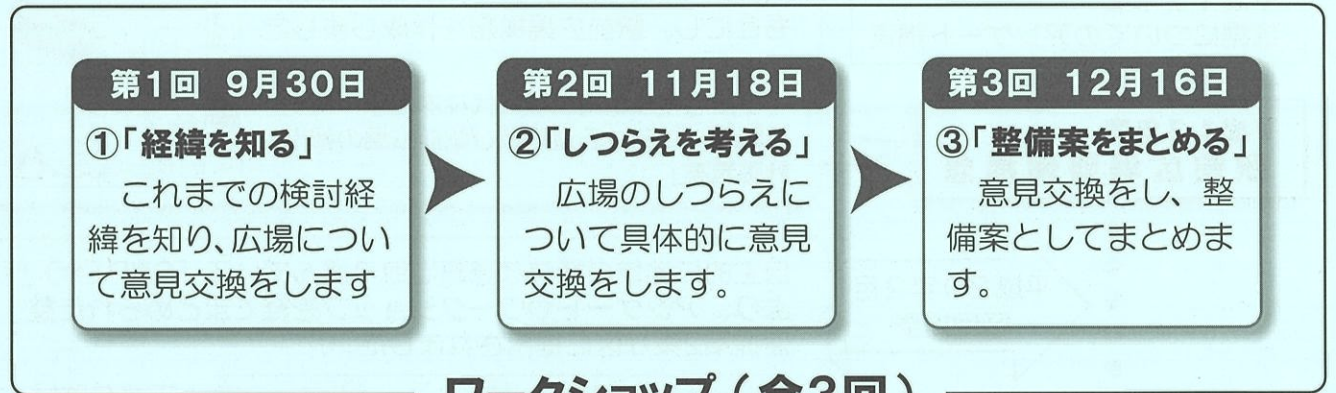 第1回 9月30日
①「経緯を知る」
これまでの検討経
緯を知り、広場につい
て意見交換をします
第2回 11月18日
②「しつらえを考える」
広場のしつらえに
ついて具体的に意見
交換をします。
第3回 12月16日
③「整備案をまとめる」
意見交換をし、整
備案としてまとめま
す。
ワークショップ(全3回)